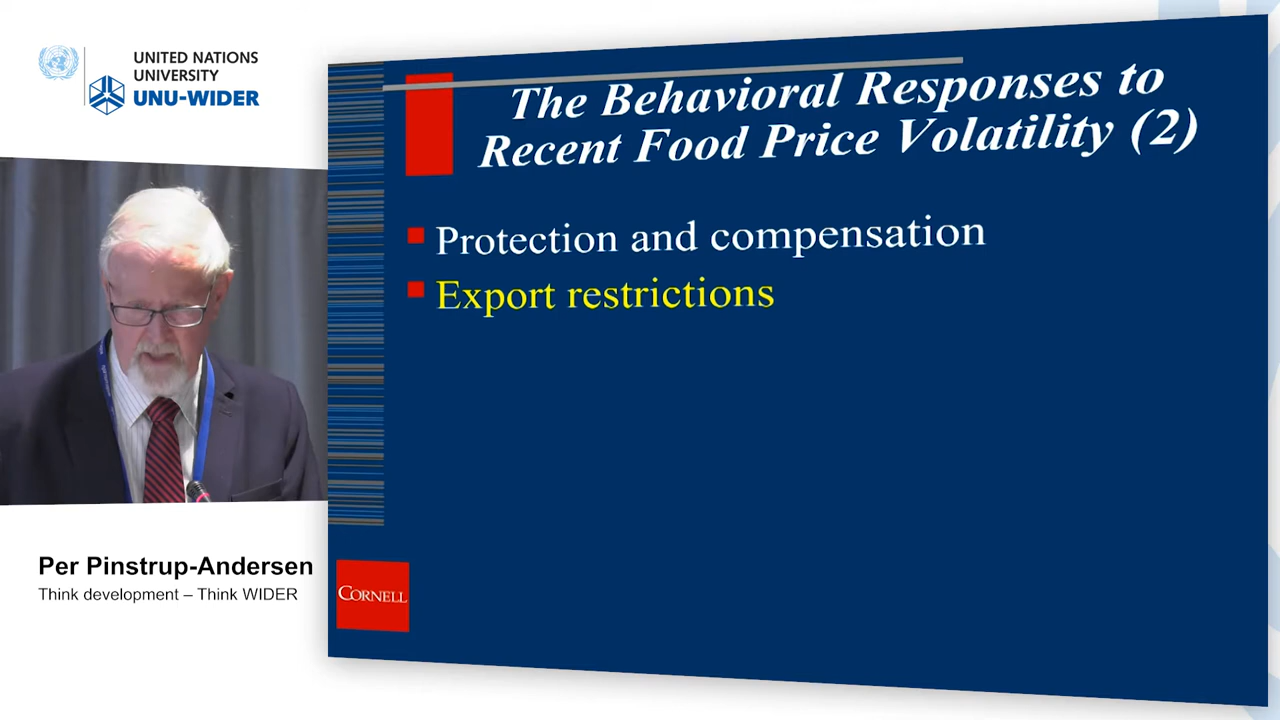 UNITED NATIONS
UNIVERSITY
UNU-WIDER
The Behavioral Responses to
Recent Food Price Volatility (2)
Protection and compensation
Export restrictions
CORNELL
Per Pinstrup-Andersen
Think development – Think WIDER